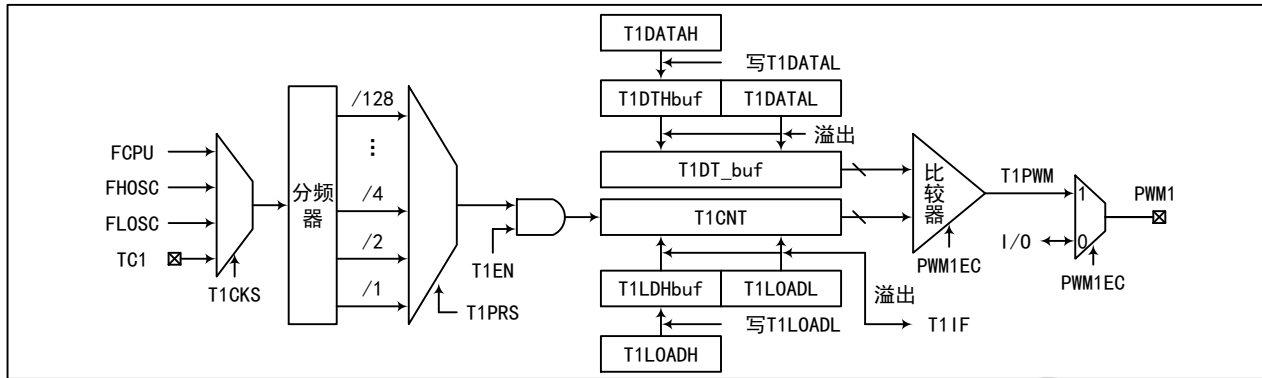 T1DATAH
写T1DATAL
T1DTHbuf
T1DATAL
溢出
T1DT_buf
T1CNT
T1LDHbuf
T1LOADL
写T1LOADL
T1LOADH
溢出
T1IF
FCPU
FHOSC
FLOSC
TC1
T1CKS
分频器
/128
⋮
/4
/2
/1
T1PRS
T1EN
比较器
PWM1EC
T1PWM
1
0
I/O
PWM1
PWM1EC